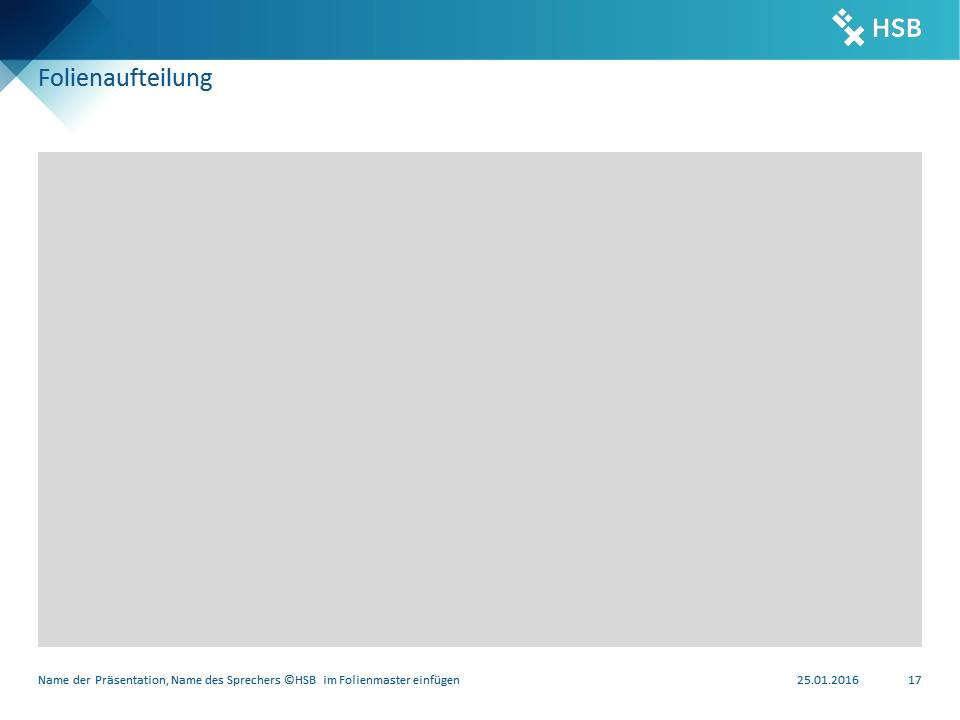 HSB
Folienaufteilung
Name der Präsentation, Name des Sprechers ©HSB im Folienmaster einfügen 25.01.2016 17